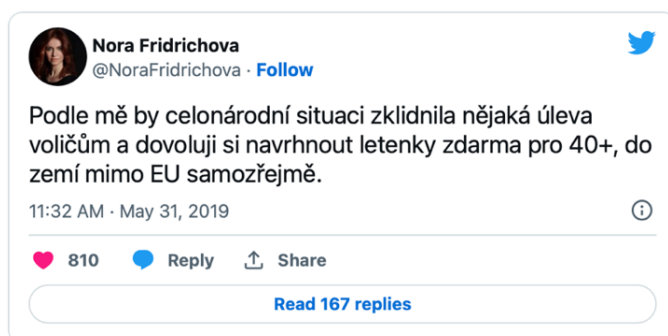 Nora Fridrichova
@NoraFridrichova · Follow
Podle mě by celonárodní situaci zklidnila nějaká úleva
voličům a dovoluji si navrhnout letenky zdarma pro 40+, do
zemí mimo EU samozřejmě.
11:32 AM · May 31, 2019
810 Reply Share
Read 167 replies